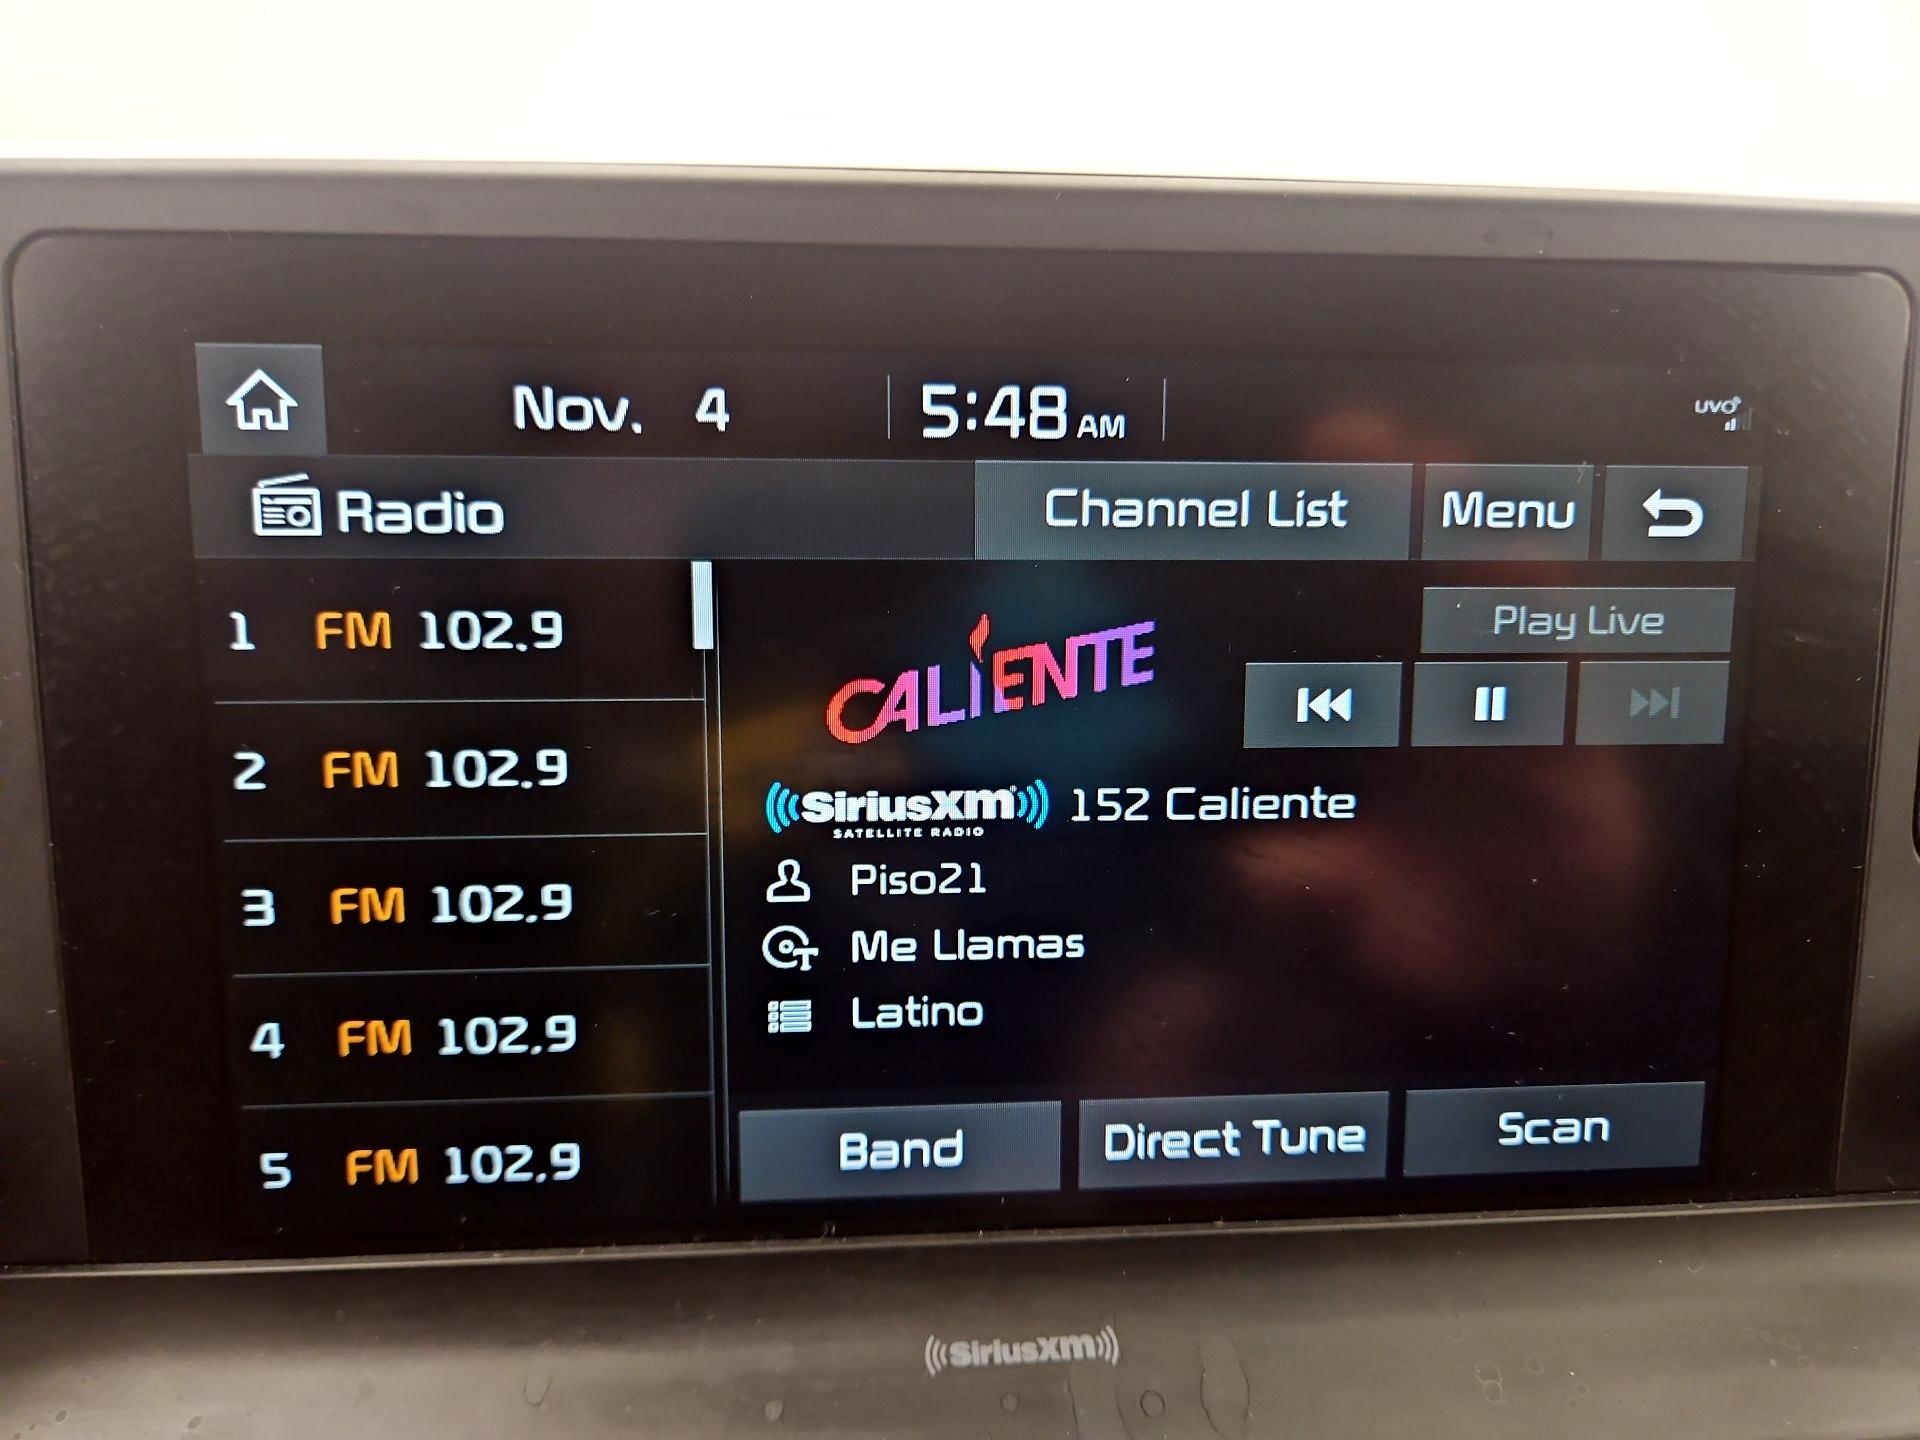 Nov. 4
5:48 AM
UVO
Radio
Channel List
Menu
1 FM 102.9
2 FM 102.9
3 FM 102.9
4 FM 102.9
5 FM 102.9
CALIENTE
Play Live
SiriusXM 152 Caliente
SATELLITE RADIO
Piso21
Me Llamas
Latino
Band
Direct Tune
Scan
SiriusXM